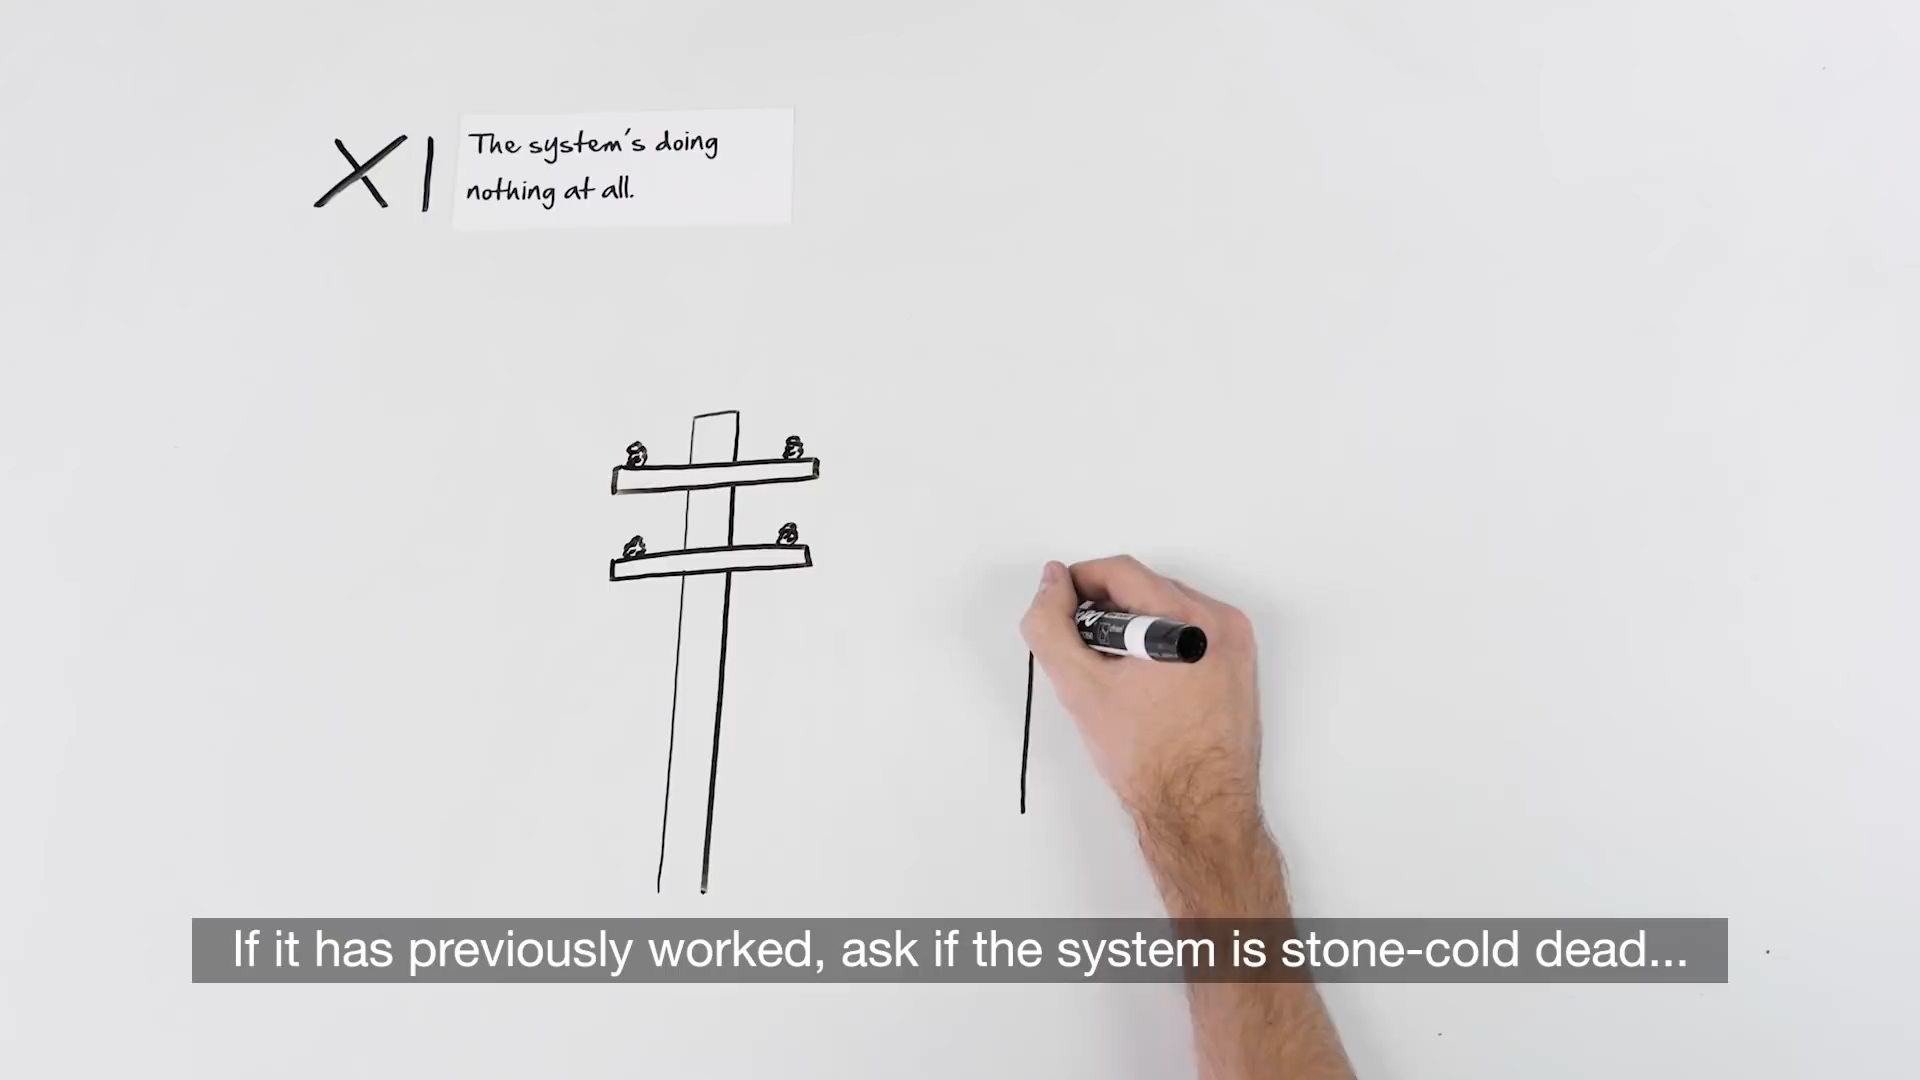 XI
The system's doing
nothing at all.
If it has previously worked, ask if the system is stone-cold dead...